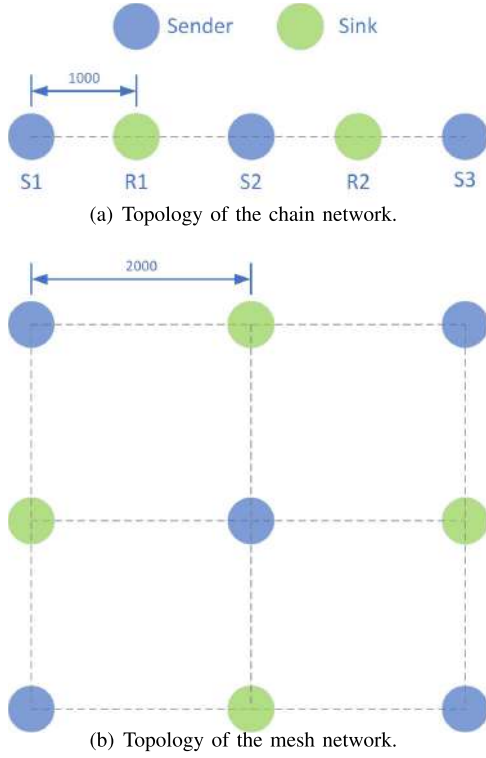 Sender Sink
1000
S1 R1 S2 R2 S3
(a) Topology of the chain network.
2000
(b) Topology of the mesh network.